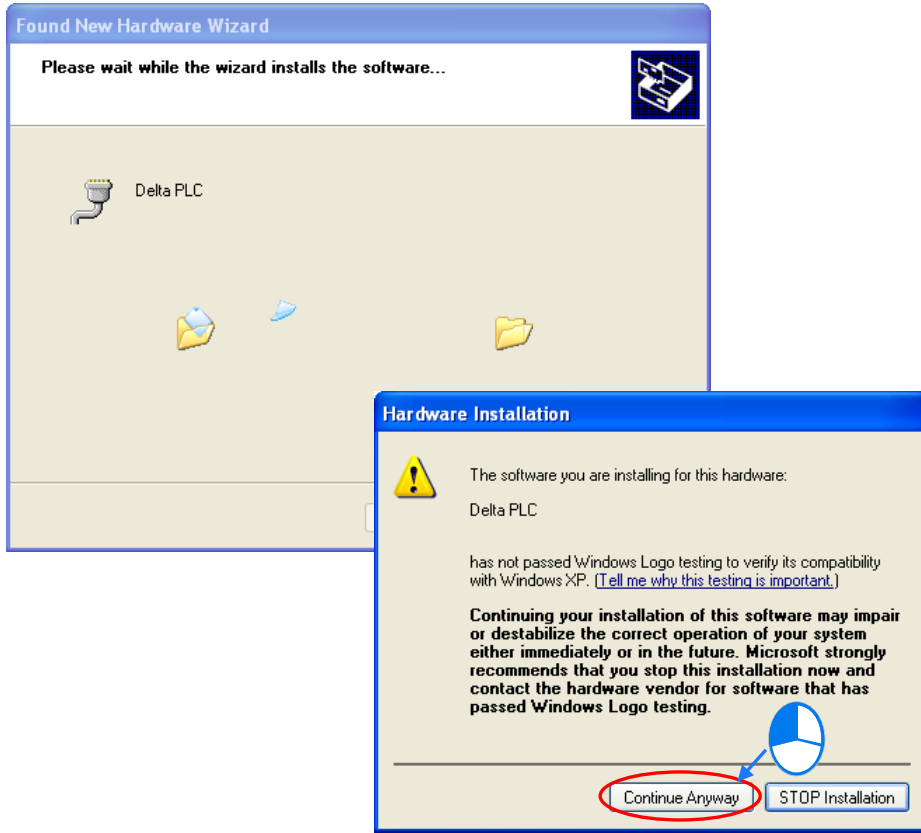 Found New Hardware Wizard
Please wait while the wizard installs the software...
Delta PLC
Hardware Installation
The software you are installing for this hardware:
Delta PLC
has not passed Windows Logo testing to verify its compatibility
with Windows XP. (Tell me why this testing is important.)
Continuing your installation of this software may impair
or destabilize the correct operation of your system
either immediately or in the future. Microsoft strongly
recommends that you stop this installation now and
contact the hardware vendor for software that has
passed Windows Logo testing.
Continue Anyway
STOP Installation